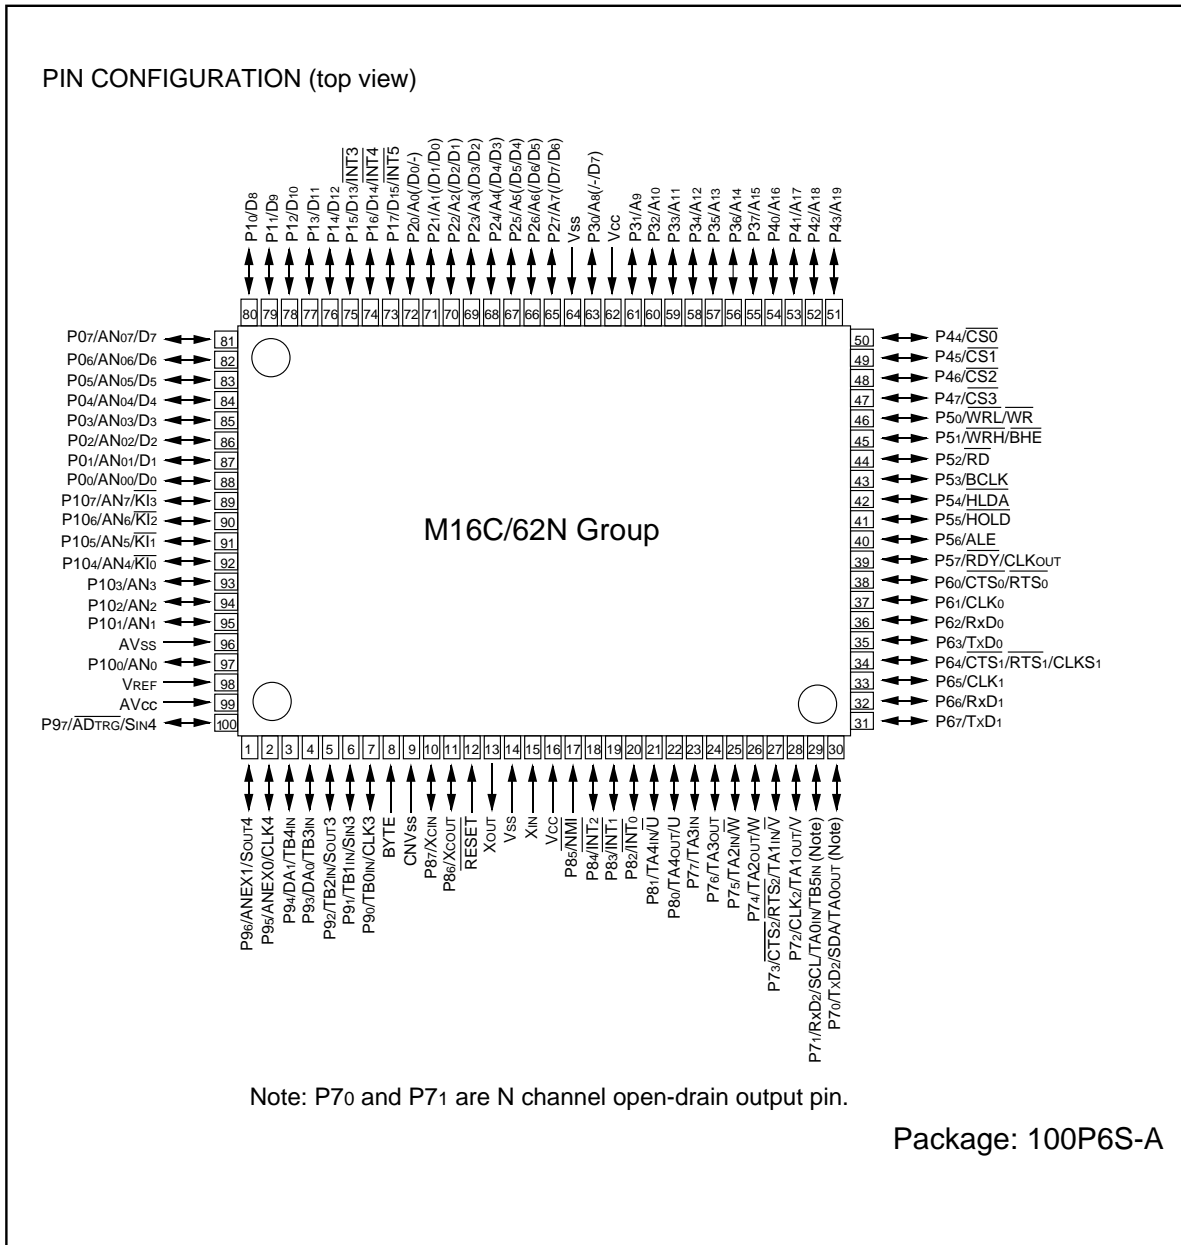 PIN CONFIGURATION (top view)
P10/D8
P11/D9
P12/D10
P13/D11
P14/D12
P15/D13/INT3
P16/D14/INT4
P17/D15/INT5
P20/A0(/D0/-)
P21/A1(/D1/D0)
P22/A2(/D2/D1)
P23/A3(/D3/D2)
P24/A4(/D4/D3)
P25/A5(/D5/D4)
P26/A6(/D6/D5)
P27/A7(/D7/D6)
Vss
P30/A8(/-/D7)
Vcc
P31/A9
P32/A10
P33/A11
P34/A12
P35/A13
P36/A14
P37/A15
P40/A16
P41/A17
P42/A18
P43/A19
80 79 78 77 76 75 74 73 72 71 70 69 68 67 66 65 64 63 62 61 60 59 58 57 56 55 54 53 52 51
P07/AN07/D7 81
P06/AN06/D6 82
P05/AN05/D5 83
P04/AN04/D4 84
P03/AN03/D3 85
P02/AN02/D2 86
P01/AN01/D1 87
P00/AN00/D0 88
P107/AN7/KI3 89
P106/AN6/KI2 90
P105/AN5/KI1 91
P104/AN4/KI0 92
P103/AN3 93
P102/AN2 94
P101/AN1 95
AVSS 96
P100/AN0 97
VREF 98
AVcc 99
P97/ADTRG/SIN4 100
M16C/62N Group
50 P44/CS0
49 P45/CS1
48 P46/CS2
47 P47/CS3
46 P50/WRL/WR
45 P51/WRH/BHE
44 P52/RD
43 P53/BCLK
42 P54/HLDA
41 P55/HOLD
40 P56/ALE
39 P57/RDY/CLKOUT
38 P60/CTS0/RTS0
37 P61/CLK0
36 P62/RxD0
35 P63/TXD0
34 P64/CTS1/RTS1/CLKS1
33 P65/CLK1
32 P66/RxD1
31 P67/TXD1
1 2 3 4 5 6 7 8 9 10 11 12 13 14 15 16 17 18 19 20 21 22 23 24 25 26 27 28 29 30
P96/ANEX1/SOUT4
P95/ANEX0/CLK4
P94/DA1/TB4IN
P93/DA0/TB3IN
P92/TB2IN/SOUT3
P91/TB1IN/SIN3
P90/TB0IN/CLK3
BYTE
CNVss
P87/XCIN
P86/XCOUT
RESET
XOUT
Vss
XIN
Vcc
P85/NMI
P84/INT2
P83/INT1
P82/INT0
P81/TA4IN/U
P80/TA4OUT/U
P77/TA3IN
P76/TA3OUT
P75/TA2IN/W
P74/TA2OUT/W
P73/CTS2/RTS2/TA1IN/V
P72/CLK2/TA1OUT/V
P71/RxD2/SCL/TA0IN/TB5IN (Note)
P70/TXD2/SDA/TA0OUT (Note)
Note: P70 and P71 are N channel open-drain output pin.
Package: 100P6S-A